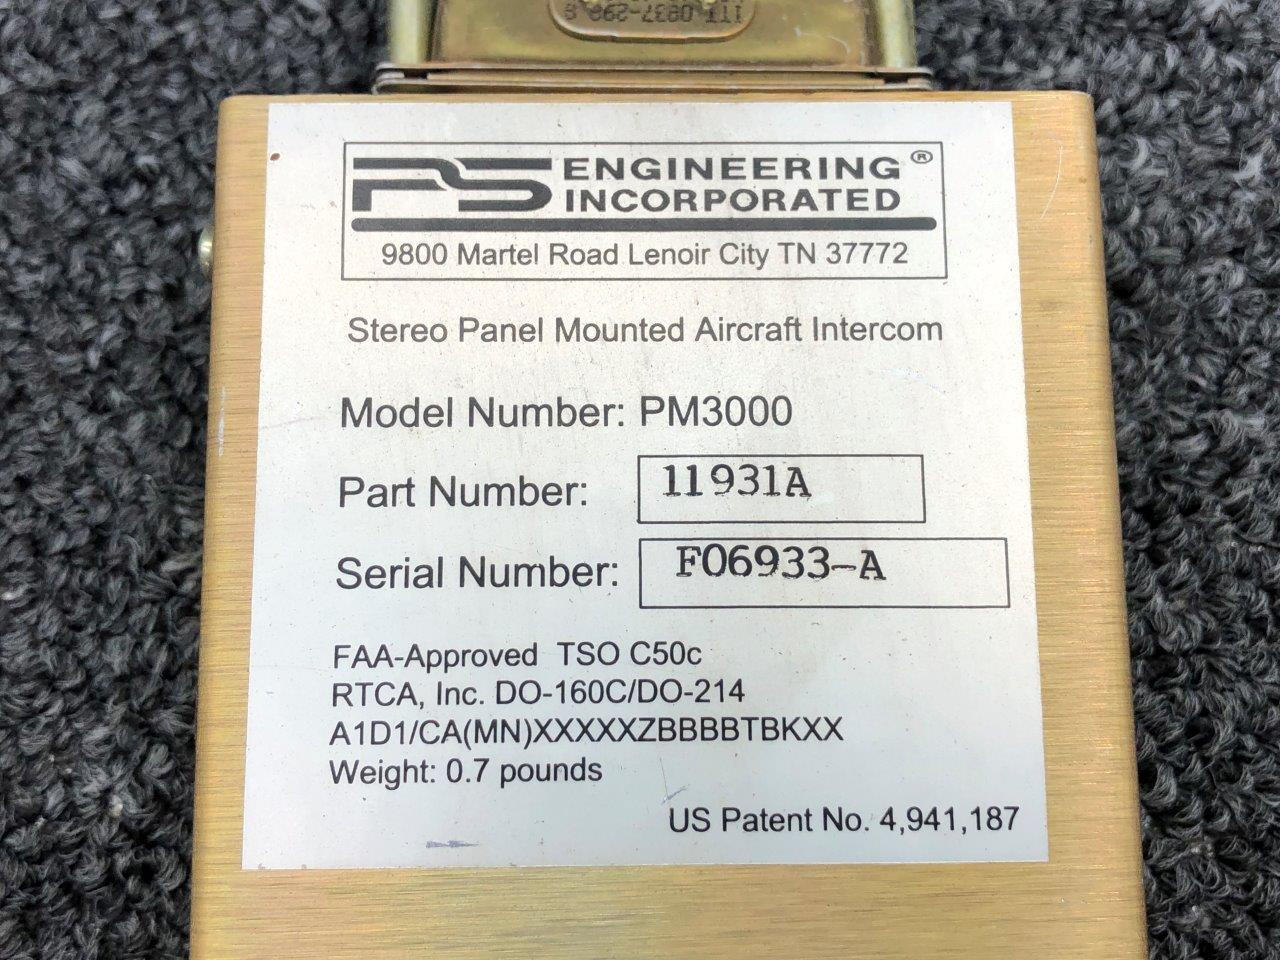 PS ENGINEERING ®
INCORPORATED
9800 Martel Road Lenoir City TN 37772
Stereo Panel Mounted Aircraft Intercom
Model Number: PM3000
Part Number: 11931A
Serial Number: F06933-A
FAA-Approved TSO C50c
RTCA, Inc. DO-160C/DO-214
A1D1/CA(MN)XXXXXZBBBBTBKXX
Weight: 0.7 pounds
US Patent No. 4,941,187